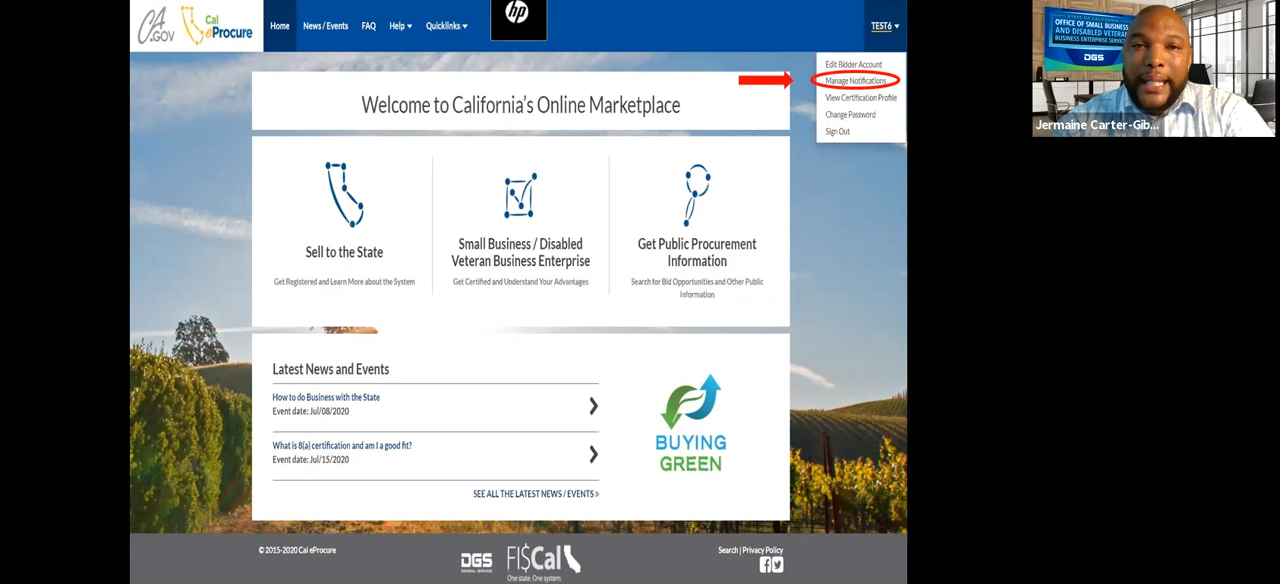 CA
.GOV
Cal
eProcure
Home
News / Events
FAQ
Help
Quicklinks
hp
TEST6
Edit Bidder Account
Manage Notifications
View Certification Profile
Change Password
Sign Out
Welcome to California's Online Marketplace
Sell to the State
Get Registered and Learn More about the System
Small Business / Disabled
Veteran Business Enterprise
Get Certified and Understand Your Advantages
Get Public Procurement
Information
Search for Bid Opportunities and Other Public
Information
Latest News and Events
How to do Business with the State
Event date: Jul/08/2020
What is 8(a) certification and am I a good fit?
Event date: Jul/15/2020
SEE ALL THE LATEST NEWS / EVENTS »
BUYING
GREEN
© 2015-2020 Cal eProcure
DGS
GENERAL SERVICES
FI$Cal
One state. One system.
Search | Privacy Policy
STATE OF CALIFORNIA
OFFICE OF SMALL BUSINESS
AND DISABLED VETERAN
BUSINESS ENTERPRISE SERVICES
DGS
Jermaine Carter-Gib...